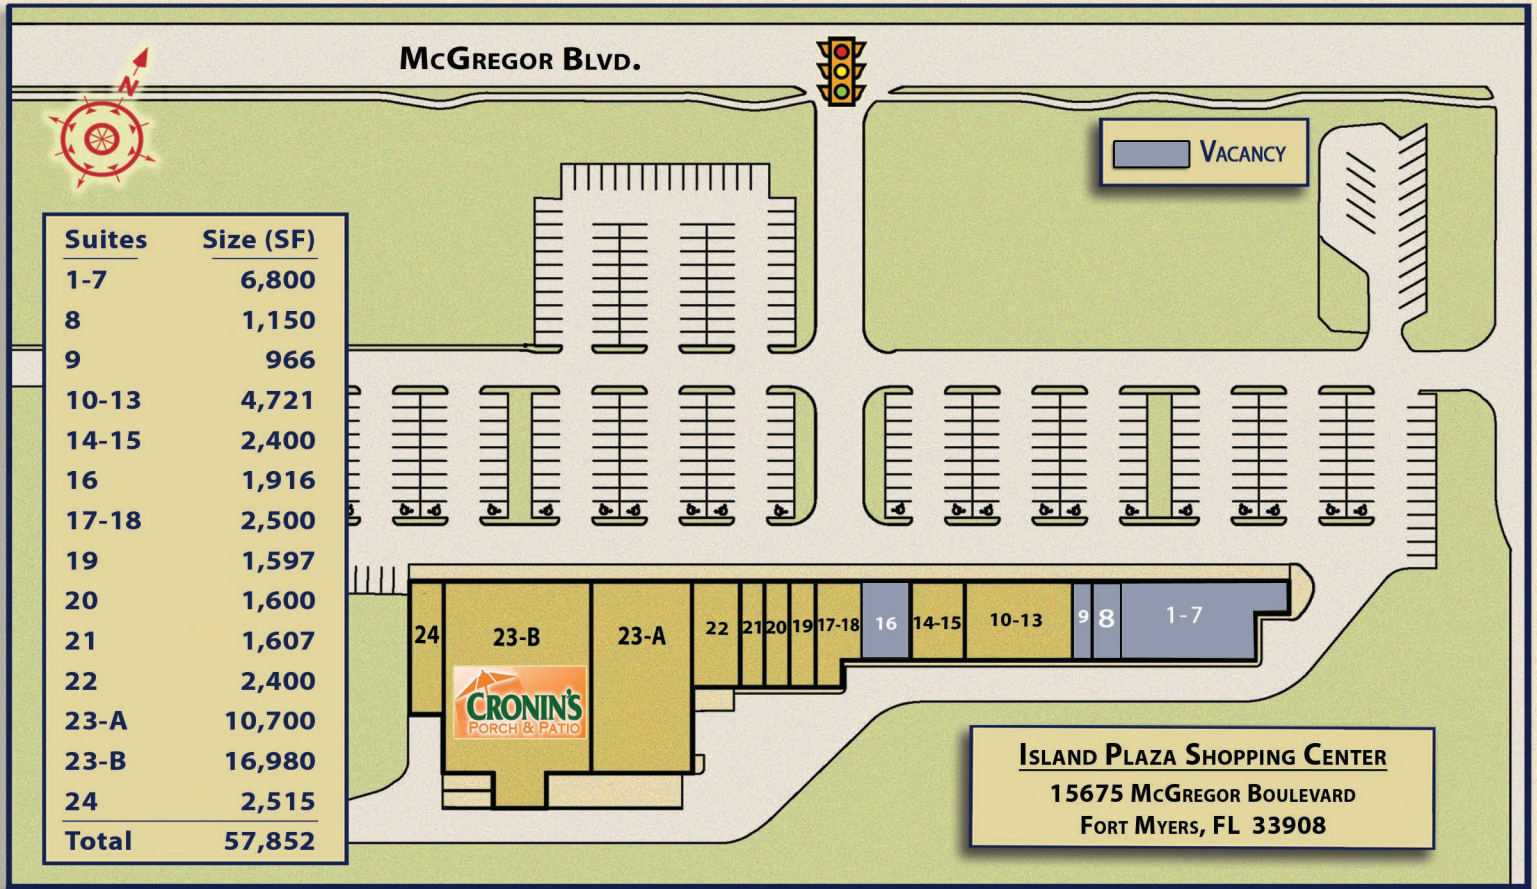 McGregor Blvd.
N
Vacancy
Suites Size (SF)
1-7 6,800
8 1,150
9 966
10-13 4,721
14-15 2,400
16 1,916
17-18 2,500
19 1,597
20 1,600
21 1,607
22 2,400
23-A 10,700
23-B 16,980
24 2,515
Total 57,852
24 23-B 23-A 22 21 20 19 17-18 16 14-15 10-13 9 8 1-7
CRONIN'S
PORCH & PATIO
Island Plaza Shopping Center
15675 McGregor Boulevard
Fort Myers, FL 33908